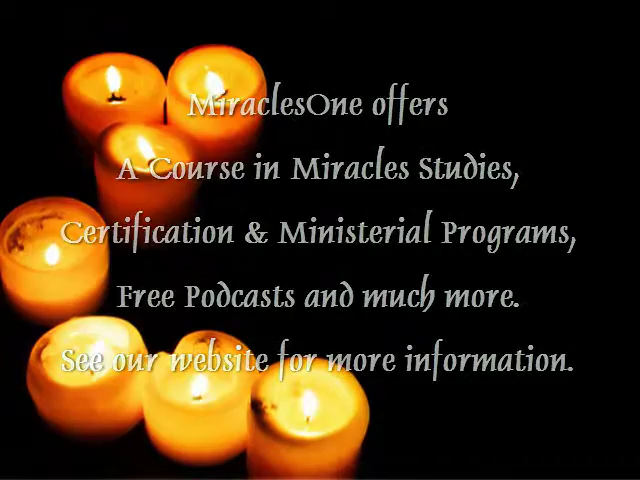 MiraclesOne offers
A Course in Miracles Studies,
Certification & Ministerial Programs,
Free Podcasts and much more.
See our website for more information.